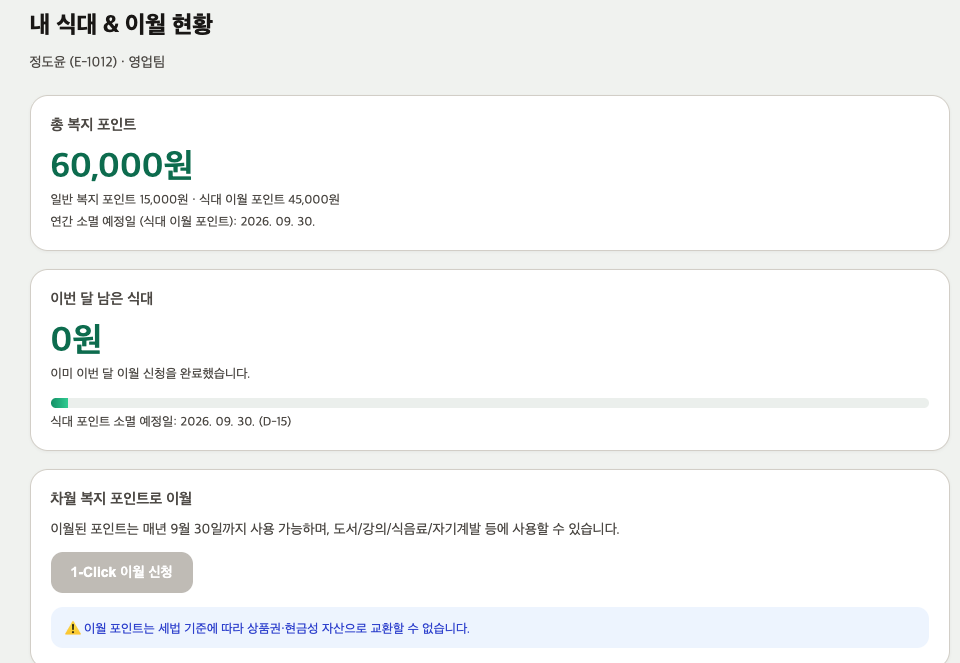 내 식대 & 이월 현황
정도윤 (E-1012) · 영업팀
총 복지 포인트
60,000원
일반 복지 포인트 15,000원 · 식대 이월 포인트 45,000원
연간 소멸 예정일 (식대 이월 포인트): 2026. 09. 30.
이번 달 남은 식대
0원
이미 이번 달 이월 신청을 완료했습니다.
식대 포인트 소멸 예정일: 2026. 09. 30. (D-15)
차월 복지 포인트로 이월
이월된 포인트는 매년 9월 30일까지 사용 가능하며, 도서/강의/식음료/자기계발 등에 사용할 수 있습니다.
1-Click 이월 신청
⚠️ 이월 포인트는 세법 기준에 따라 상품권·현금성 자산으로 교환할 수 없습니다.